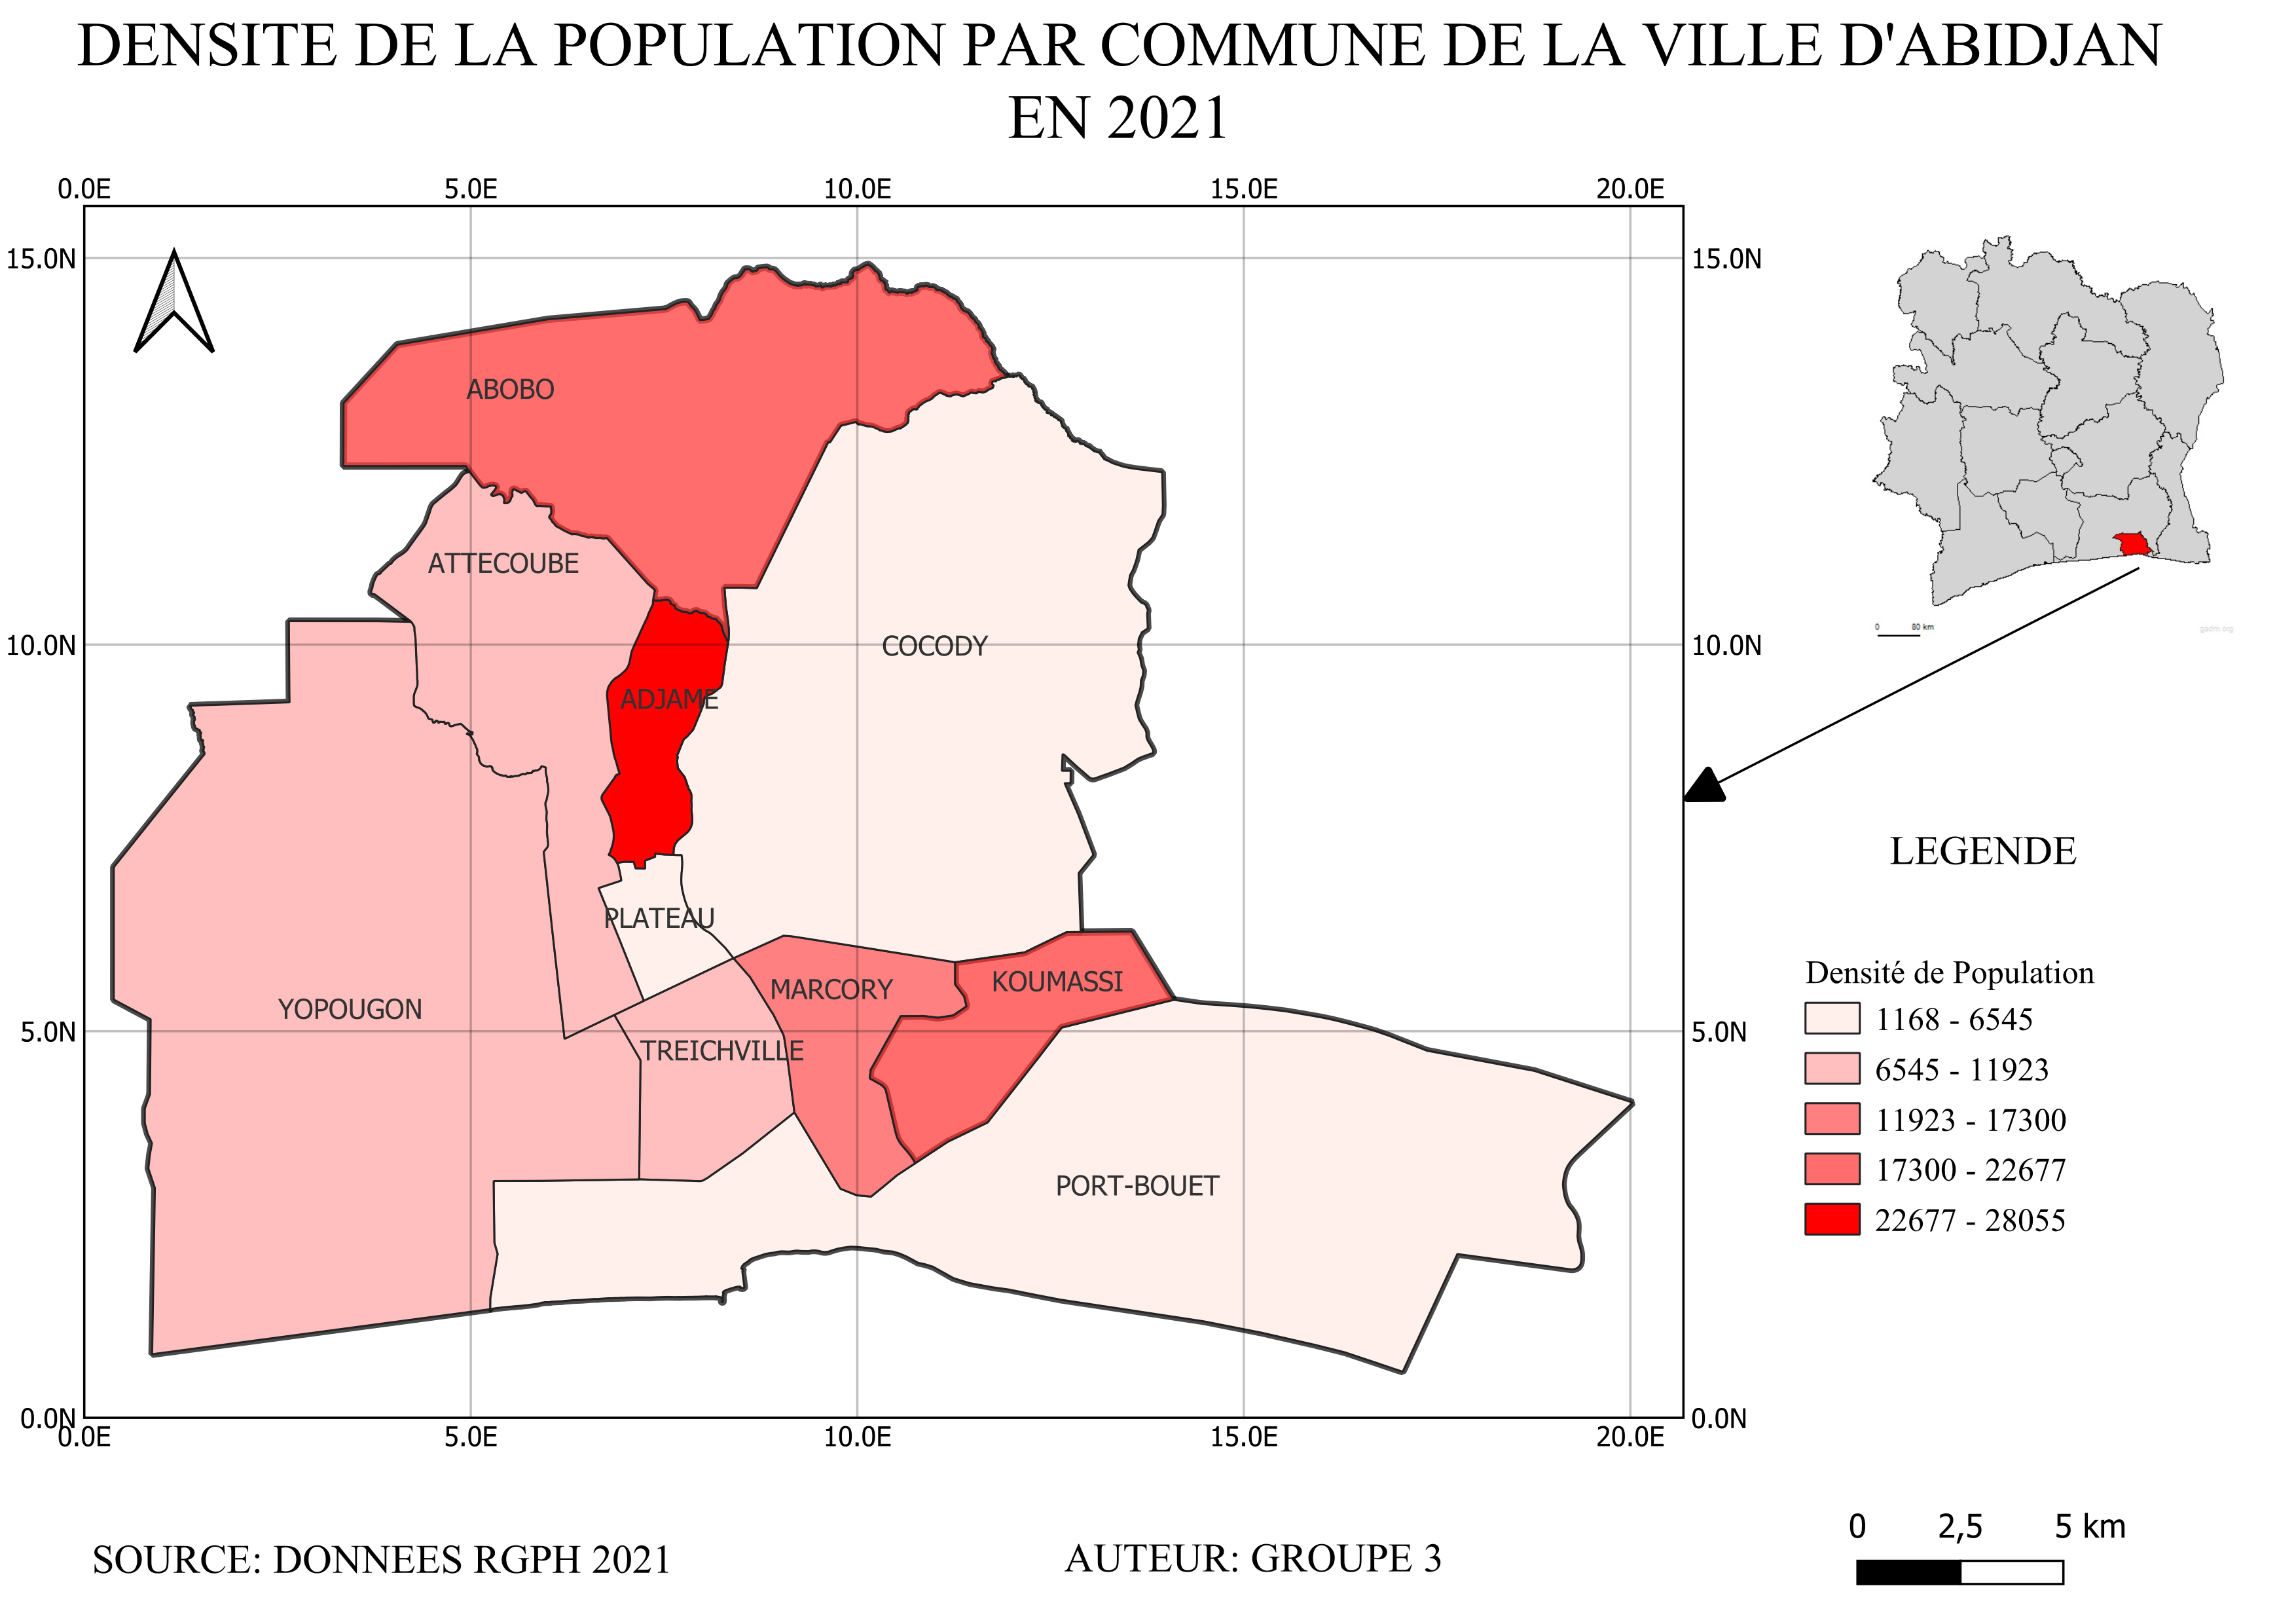 DENSITE DE LA POPULATION PAR COMMUNE DE LA VILLE D'ABIDJAN
EN 2021
0.0E 5.0E 10.0E 15.0E 20.0E
15.0N 15.0N
ABOBO
ATTECOUBE
0 80 km
gadm.org
10.0N COCODY 10.0N
ADJAME
LEGENDE
PLATEAU
Densité de Population
KOUMASSI
MARCORY
YOPOUGON
1168 - 6545
5.0N 5.0N
TREICHVILLE
6545 - 11923
11923 - 17300
17300 - 22677
PORT-BOUET
22677 - 28055
0.0N 0.0N
0.0E 5.0E 10.0E 15.0E 20.0E
0 2,5 5 km
SOURCE: DONNEES RGPH 2021 AUTEUR: GROUPE 3